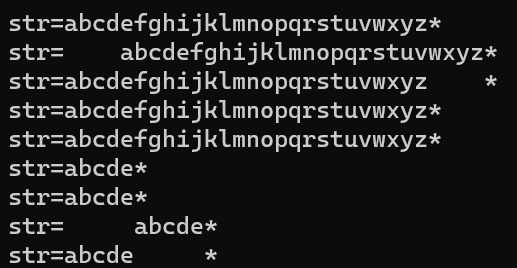 str=abcdefghijklmnopqrstuvwxyz*
str=    abcdefghijklmnopqrstuvwxyz*
str=abcdefghijklmnopqrstuvwxyz    *
str=abcdefghijklmnopqrstuvwxyz*
str=abcdefghijklmnopqrstuvwxyz*
str=abcde*
str=abcde*
str=     abcde*
str=abcde     *